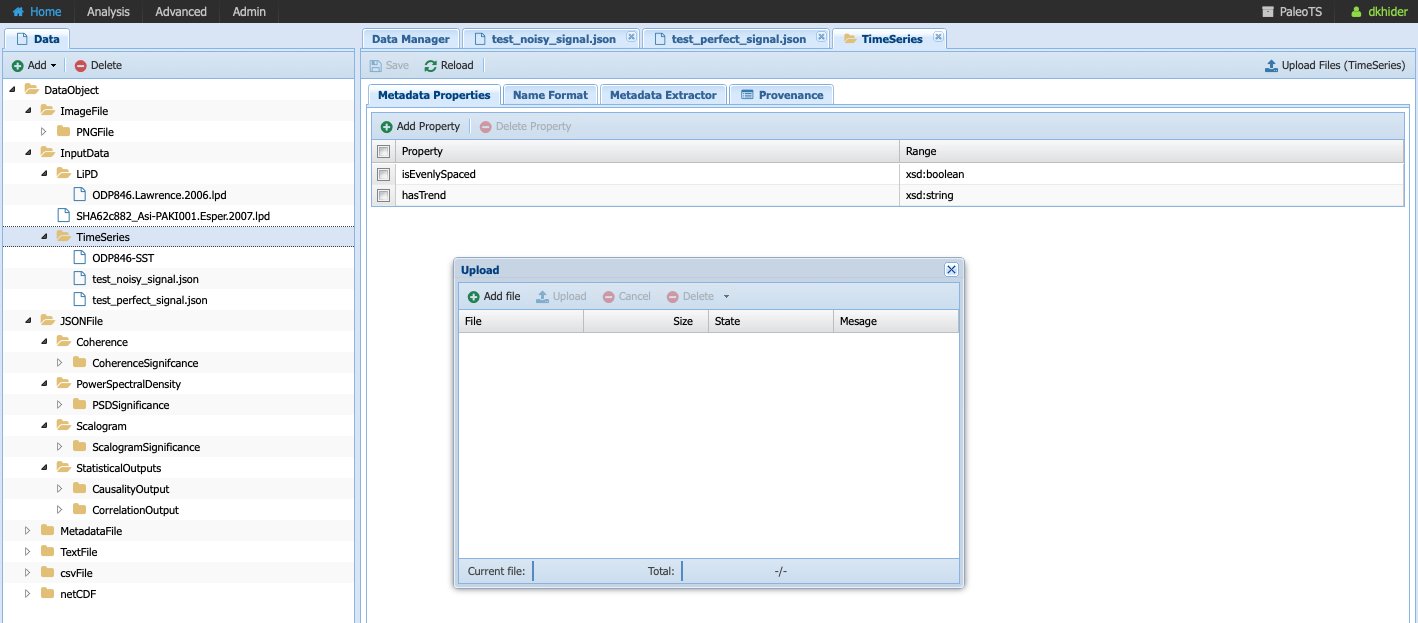 Home Analysis Advanced Admin PaleoTS dkhider
Data
Add Delete
DataObject
ImageFile
PNGFile
InputData
LiPD
ODP846.Lawrence.2006.lpd
SHA62c882_Asi-PAKI001.Esper.2007.lpd
TimeSeries
ODP846-SST
test_noisy_signal.json
test_perfect_signal.json
JSONFile
Coherence
CoherenceSignifcance
PowerSpectralDensity
PSDSignificance
Scalogram
ScalogramSignificance
StatisticalOutputs
CausalityOutput
CorrelationOutput
MetadataFile
TextFile
csvFile
netCDF
Data Manager test_noisy_signal.json test_perfect_signal.json TimeSeries
Save Reload Upload Files (TimeSeries)
Metadata Properties Name Format Metadata Extractor Provenance
Add Property Delete Property
Property Range
isEvenlySpaced xsd:boolean
hasTrend xsd:string
Upload
Add file Upload Cancel Delete
File Size State Mesage
Current file: Total: -/-